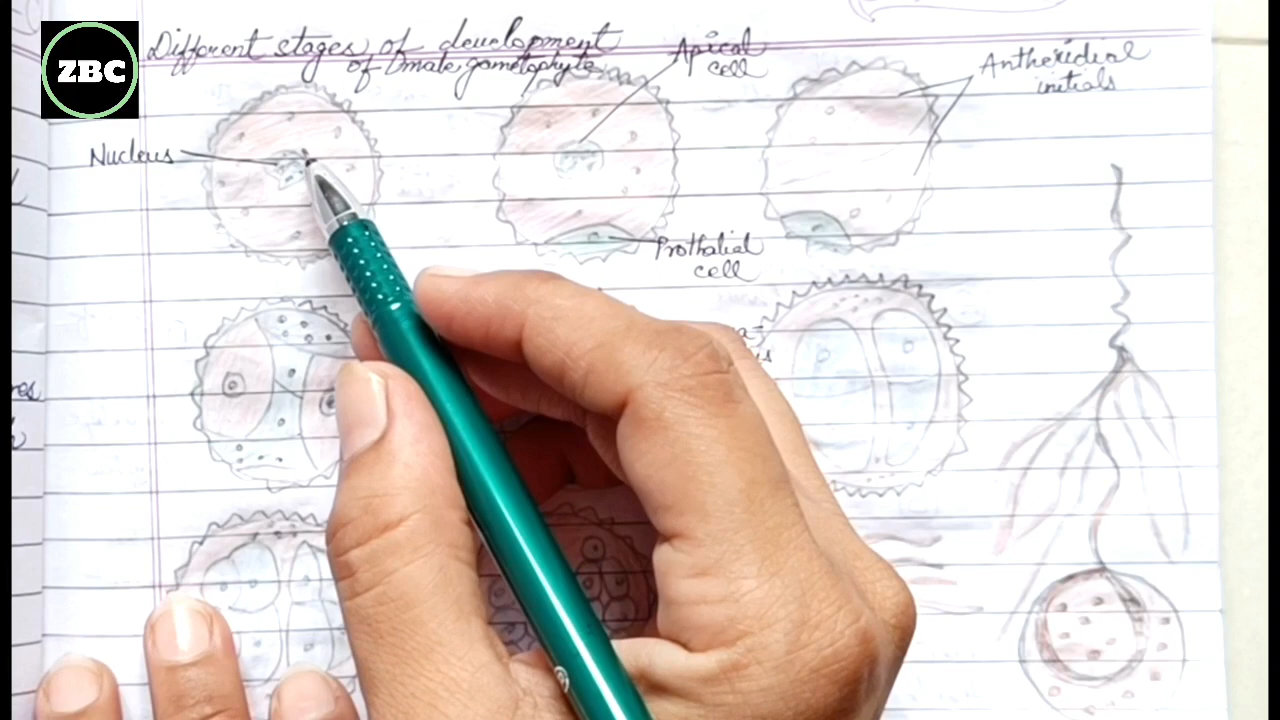 ZBC
Different stages of development
of male gametophyte
Apical
cell
Antheridial
initials
Nucleus
Prothalial
cell